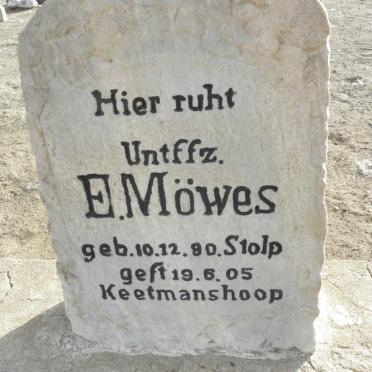 Hier ruht
Untffz.
E. Möwes
geb. 10.12.80. Stolp
gest 19.6.05
Keetmanshoop